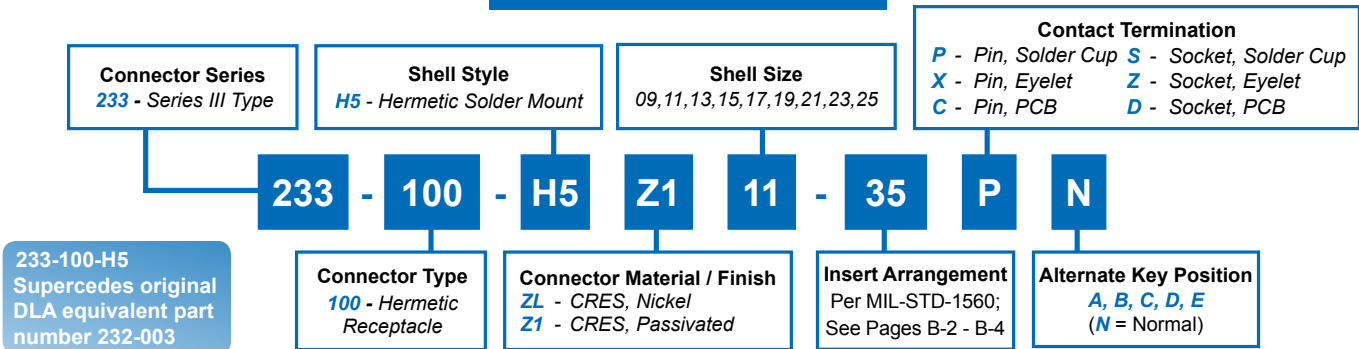 Connector Series
233 - Series III Type
Shell Style
H5 - Hermetic Solder Mount
Shell Size
09,11,13,15,17,19,21,23,25
Contact Termination
P - Pin, Solder Cup S - Socket, Solder Cup
X - Pin, Eyelet Z - Socket, Eyelet
C - Pin, PCB D - Socket, PCB
233 - 100 - H5 Z1 11 - 35 P N
233-100-H5
Supercedes original
DLA equivalent part
number 232-003
Connector Type
100 - Hermetic
Receptacle
Connector Material / Finish
ZL - CRES, Nickel
Z1 - CRES, Passivated
Insert Arrangement
Per MIL-STD-1560;
See Pages B-2 - B-4
Alternate Key Position
A, B, C, D, E
(N = Normal)